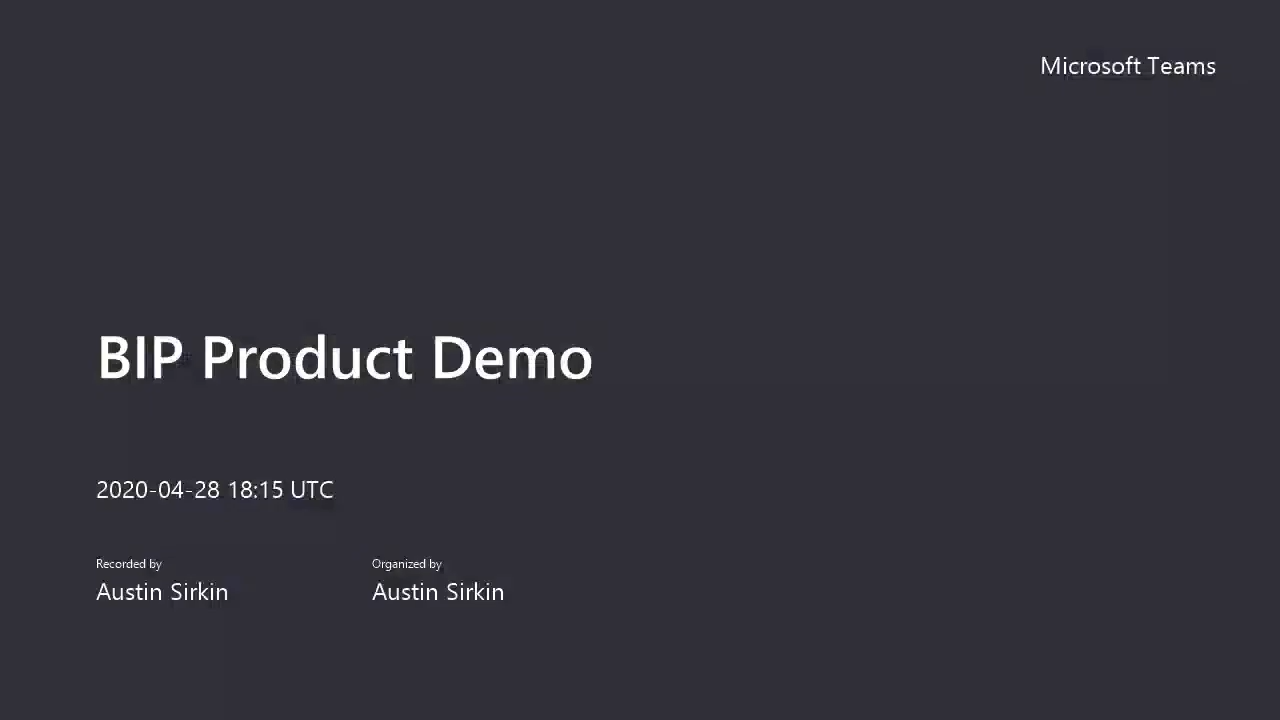 Microsoft Teams
BIP Product Demo
2020-04-28 18:15 UTC
Recorded by
Austin Sirkin
Organized by
Austin Sirkin